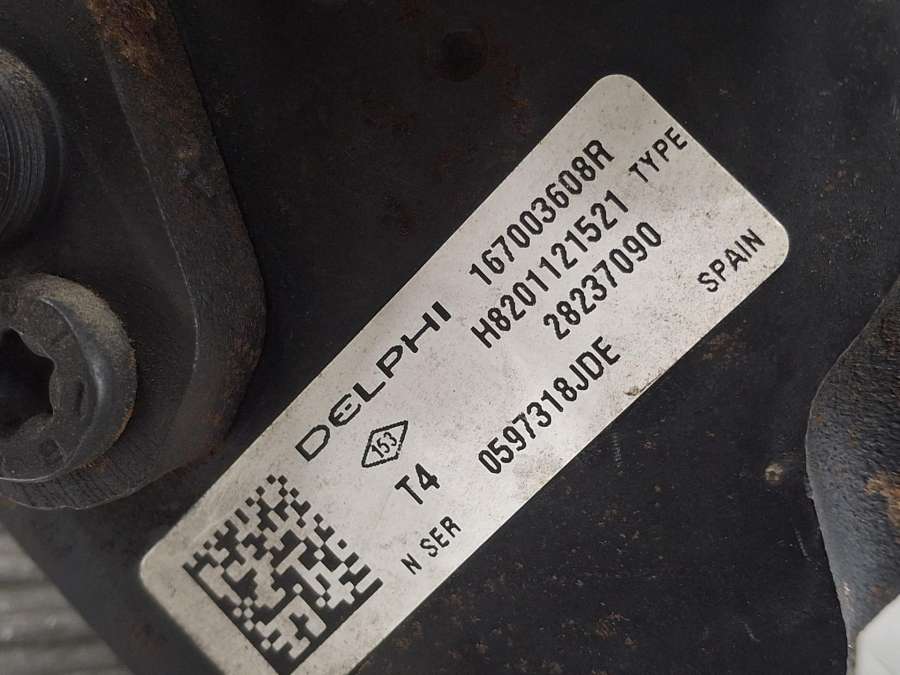 DELPHI 167003608R
153 H8201121521 TYPE
T4 28237090
N SER 0597318JDE SPAIN